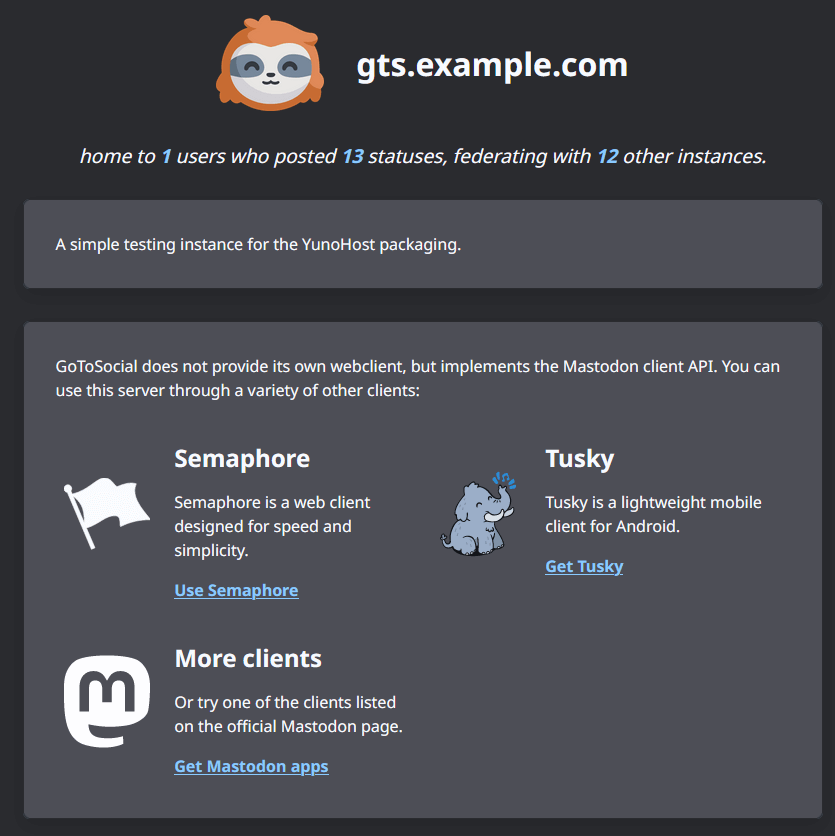 gts.example.com
home to 1 users who posted 13 statuses, federating with 12 other instances.
A simple testing instance for the YunoHost packaging.
GoToSocial does not provide its own webclient, but implements the Mastodon client API. You can
use this server through a variety of other clients:
Semaphore
Semaphore is a web client
designed for speed and
simplicity.
Use Semaphore
Tusky
Tusky is a lightweight mobile
client for Android.
Get Tusky
More clients
Or try one of the clients listed
on the official Mastodon page.
Get Mastodon apps